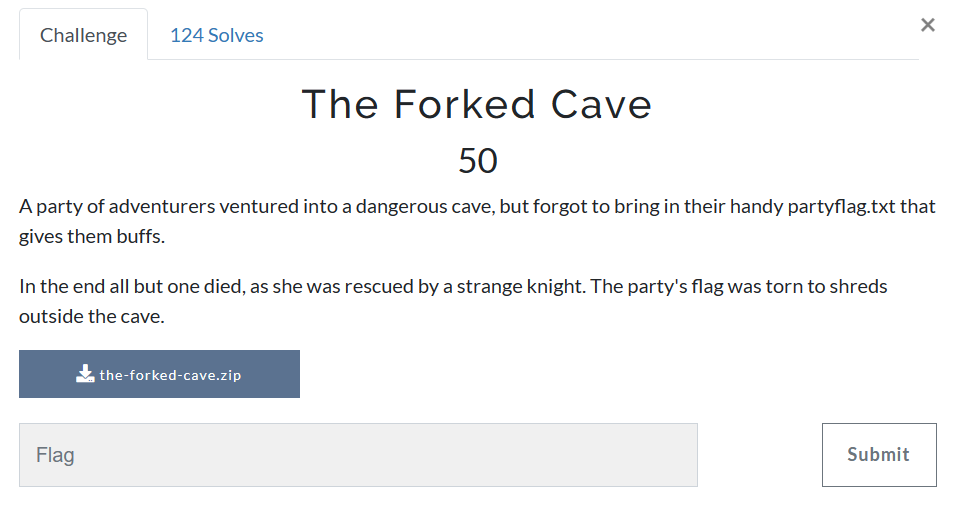 Challenge
124 Solves
×
The Forked Cave
50
A party of adventurers ventured into a dangerous cave, but forgot to bring in their handy partyflag.txt that
gives them buffs.
In the end all but one died, as she was rescued by a strange knight. The party's flag was torn to shreds
outside the cave.
the-forked-cave.zip
Flag
Submit